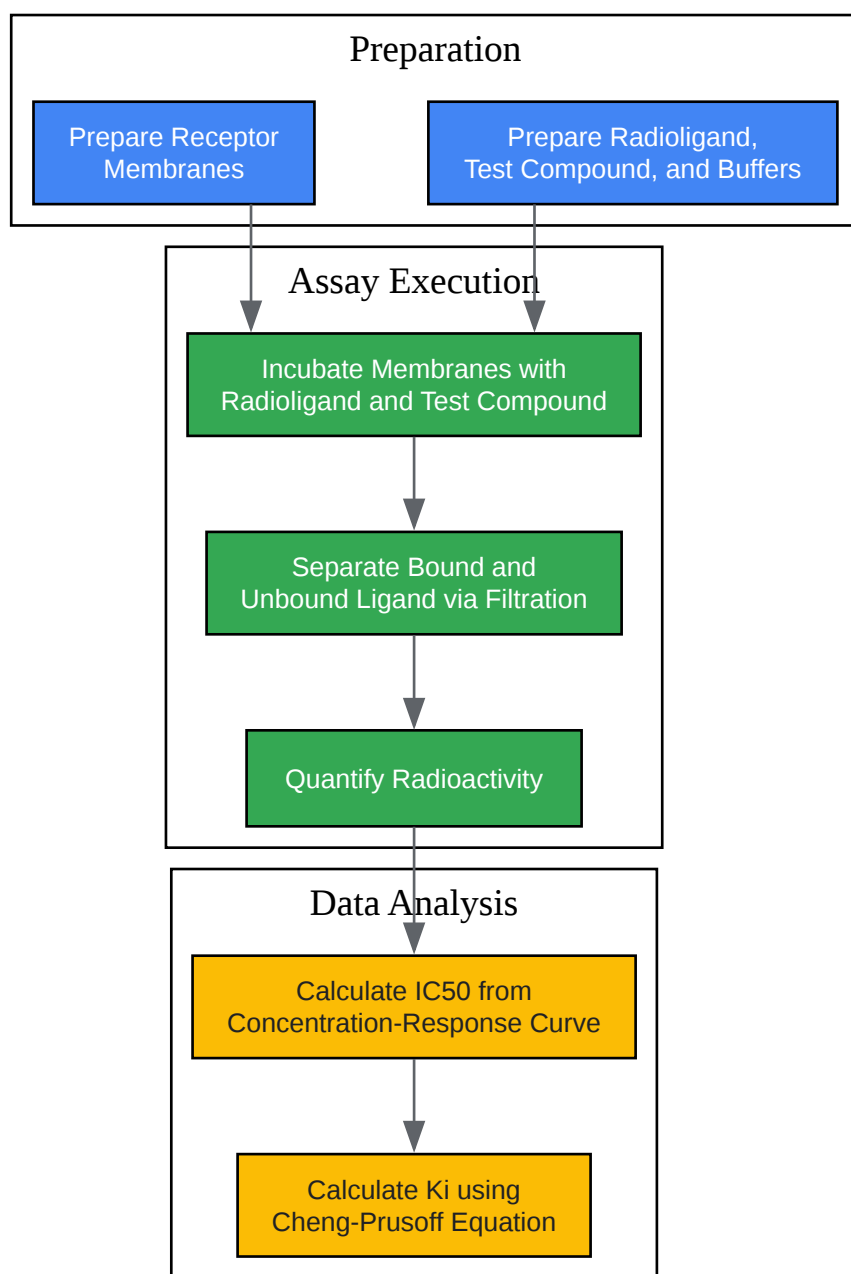 Preparation
Prepare Receptor
Membranes
Prepare Radioligand,
Test Compound, and Buffers
Assay Execution
Incubate Membranes with
Radioligand and Test Compound
Separate Bound and
Unbound Ligand via Filtration
Quantify Radioactivity
Data Analysis
Calculate IC50 from
Concentration-Response Curve
Calculate Ki using
Cheng-Prusoff Equation